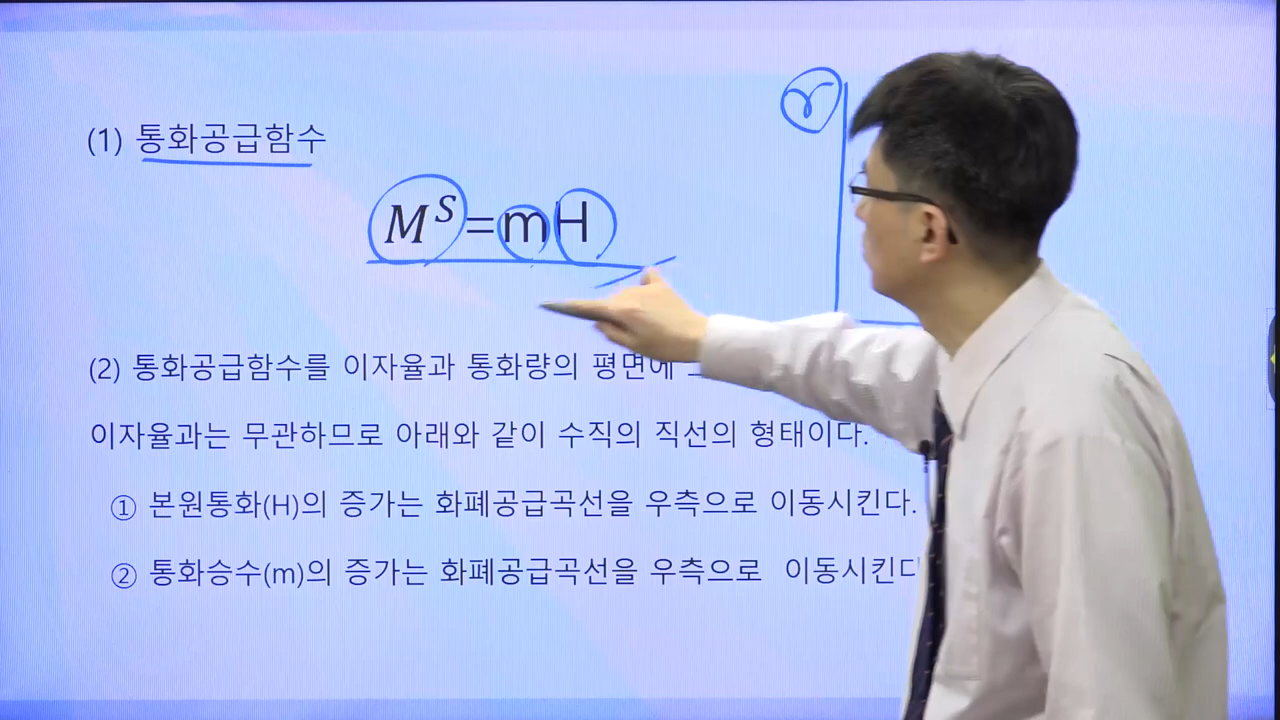 (1) 통화공급함수
r
M^S=mH
(2) 통화공급함수를 이자율과 통화량의 평면에
이자율과는 무관하므로 아래와 같이 수직의 직선의 형태이다.
① 본원통화(H)의 증가는 화폐공급곡선을 우측으로 이동시킨다.
② 통화승수(m)의 증가는 화폐공급곡선을 우측으로 이동시킨다